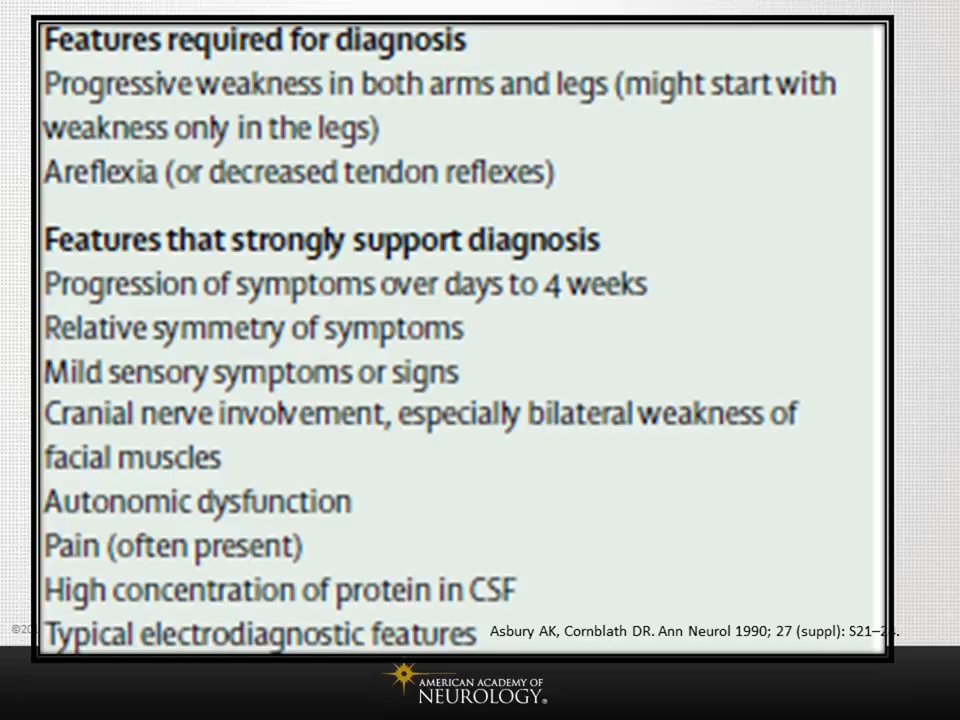 Features required for diagnosis
Progressive weakness in both arms and legs (might start with
weakness only in the legs)
Areflexia (or decreased tendon reflexes)
Features that strongly support diagnosis
Progression of symptoms over days to 4 weeks
Relative symmetry of symptoms
Mild sensory symptoms or signs
Cranial nerve involvement, especially bilateral weakness of
facial muscles
Autonomic dysfunction
Pain (often present)
High concentration of protein in CSF
Typical electrodiagnostic features
Asbury AK, Cornblath DR. Ann Neurol 1990; 27 (suppl): S21–24.
AMERICAN ACADEMY OF
NEUROLOGY®